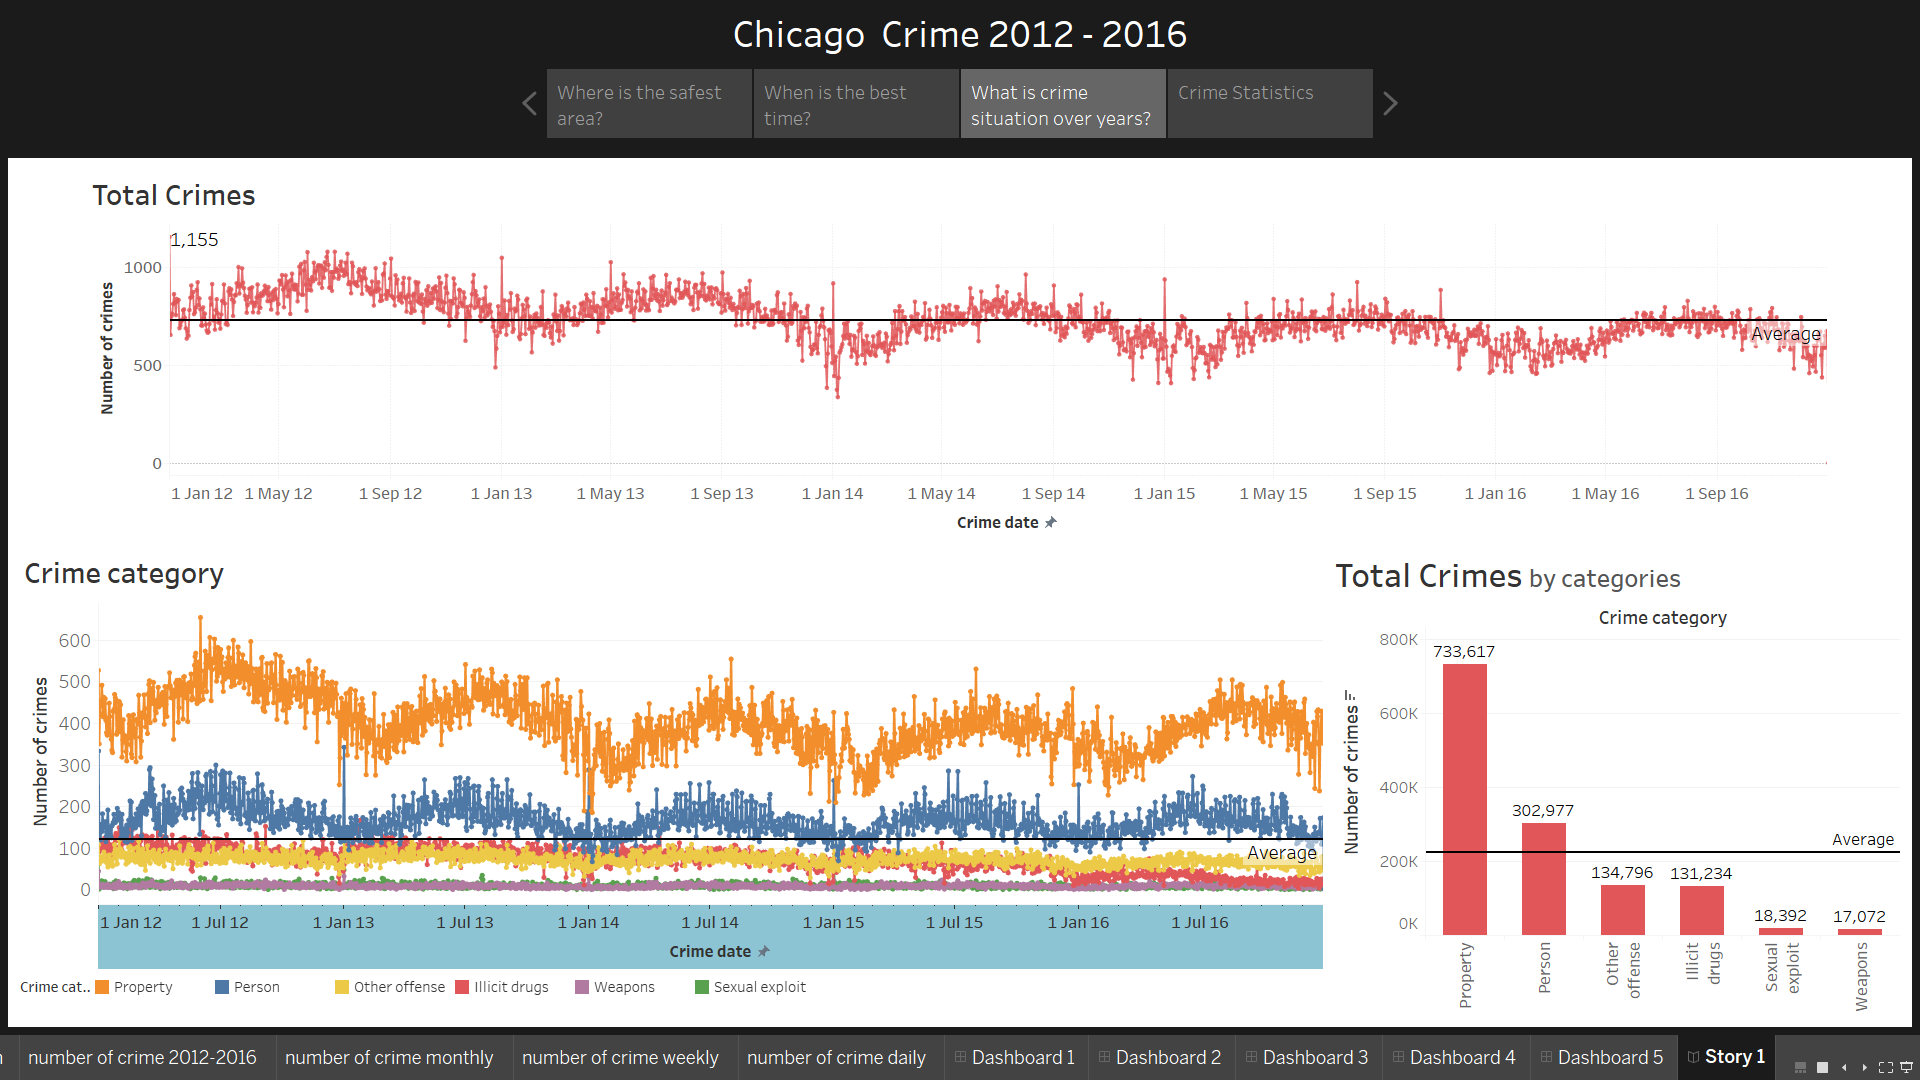 Chicago  Crime 2012 - 2016
Where is the safest
area?
When is the best
time?
What is crime
situation over years?
Crime Statistics
Total Crimes
1,155
1000
500
0
Number of crimes
Average
1 Jan 12
1 May 12
1 Sep 12
1 Jan 13
1 May 13
1 Sep 13
1 Jan 14
1 May 14
1 Sep 14
1 Jan 15
1 May 15
1 Sep 15
1 Jan 16
1 May 16
1 Sep 16
Crime date
Crime category
600
500
400
300
200
100
0
Number of crimes
Average
1 Jan 12
1 Jul 12
1 Jan 13
1 Jul 13
1 Jan 14
1 Jul 14
1 Jan 15
1 Jul 15
1 Jan 16
1 Jul 16
Crime date
Crime cat..
Property
Person
Other offense
Illicit drugs
Weapons
Sexual exploit
Total Crimes by categories
Crime category
800K
600K
400K
200K
0K
Number of crimes
733,617
302,977
134,796
131,234
18,392
17,072
Average
Property
Person
Other
offense
Illicit
drugs
Sexual
exploit
Weapons
number of crime 2012-2016
number of crime monthly
number of crime weekly
number of crime daily
Dashboard 1
Dashboard 2
Dashboard 3
Dashboard 4
Dashboard 5
Story 1